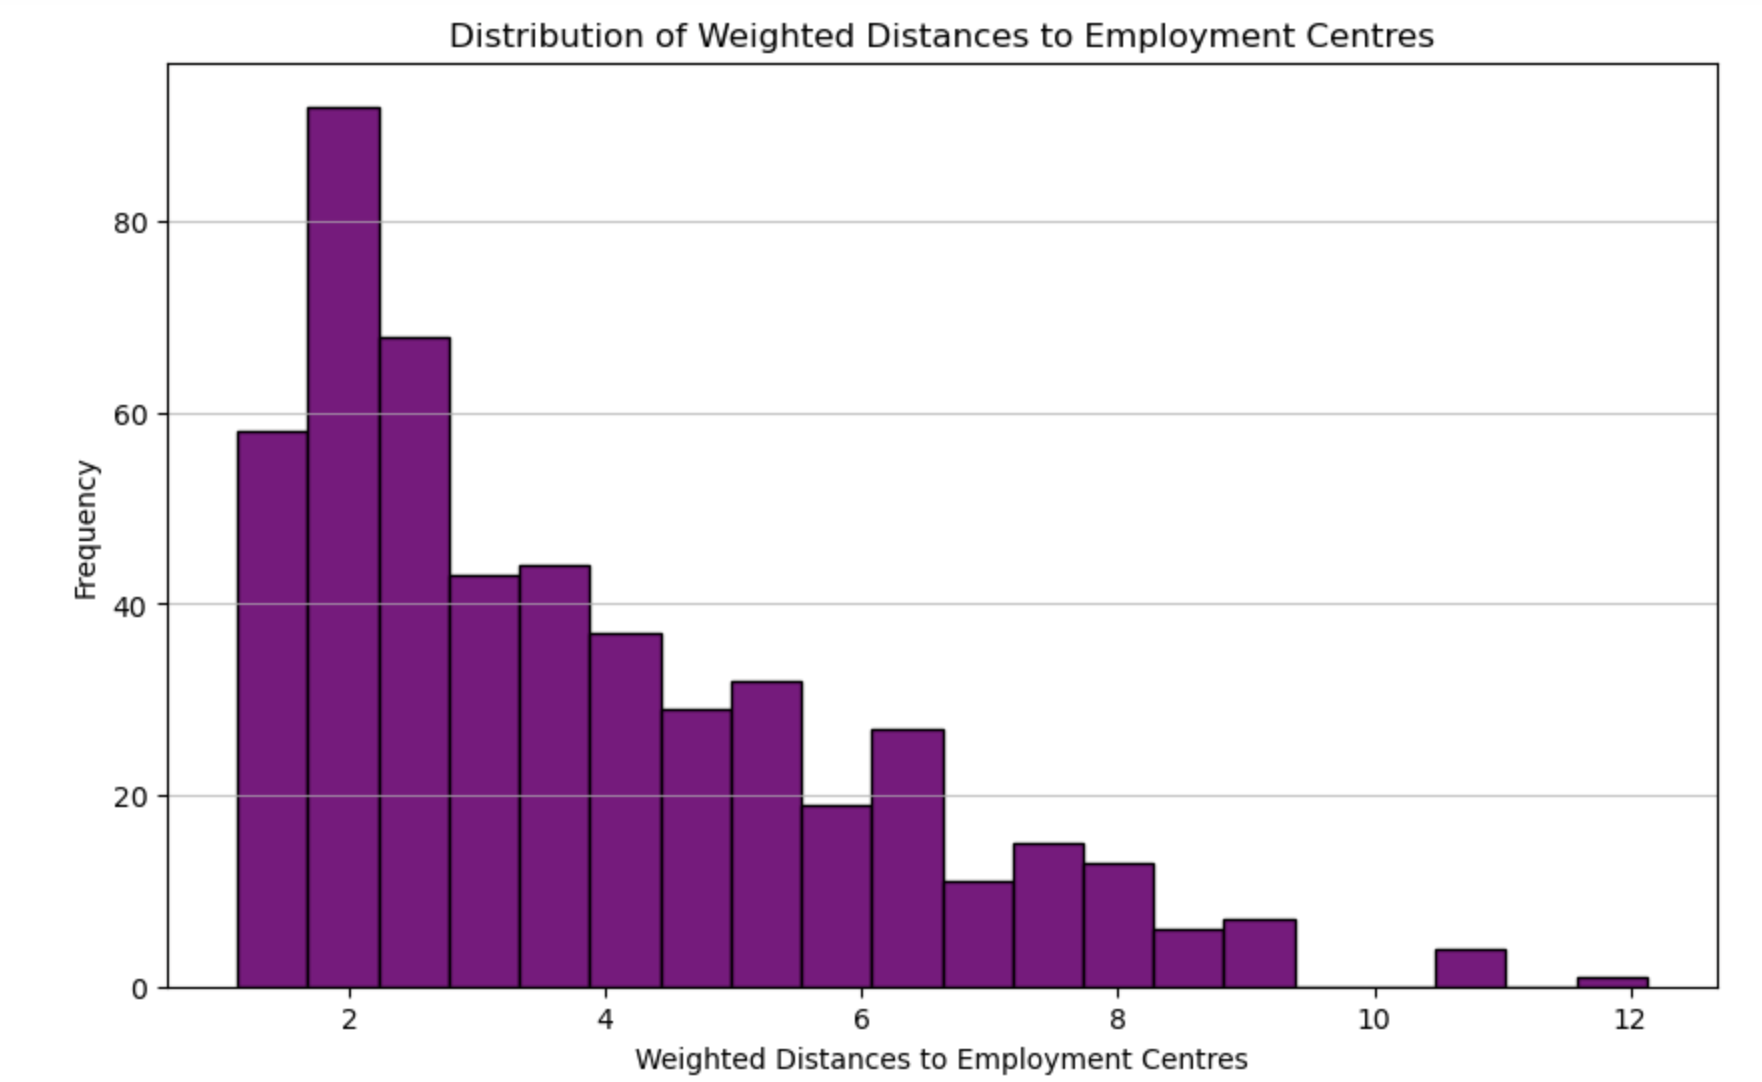 Distribution of Weighted Distances to Employment Centres
Frequency
80
60
40
20
0
2 4 6 8 10 12
Weighted Distances to Employment Centres